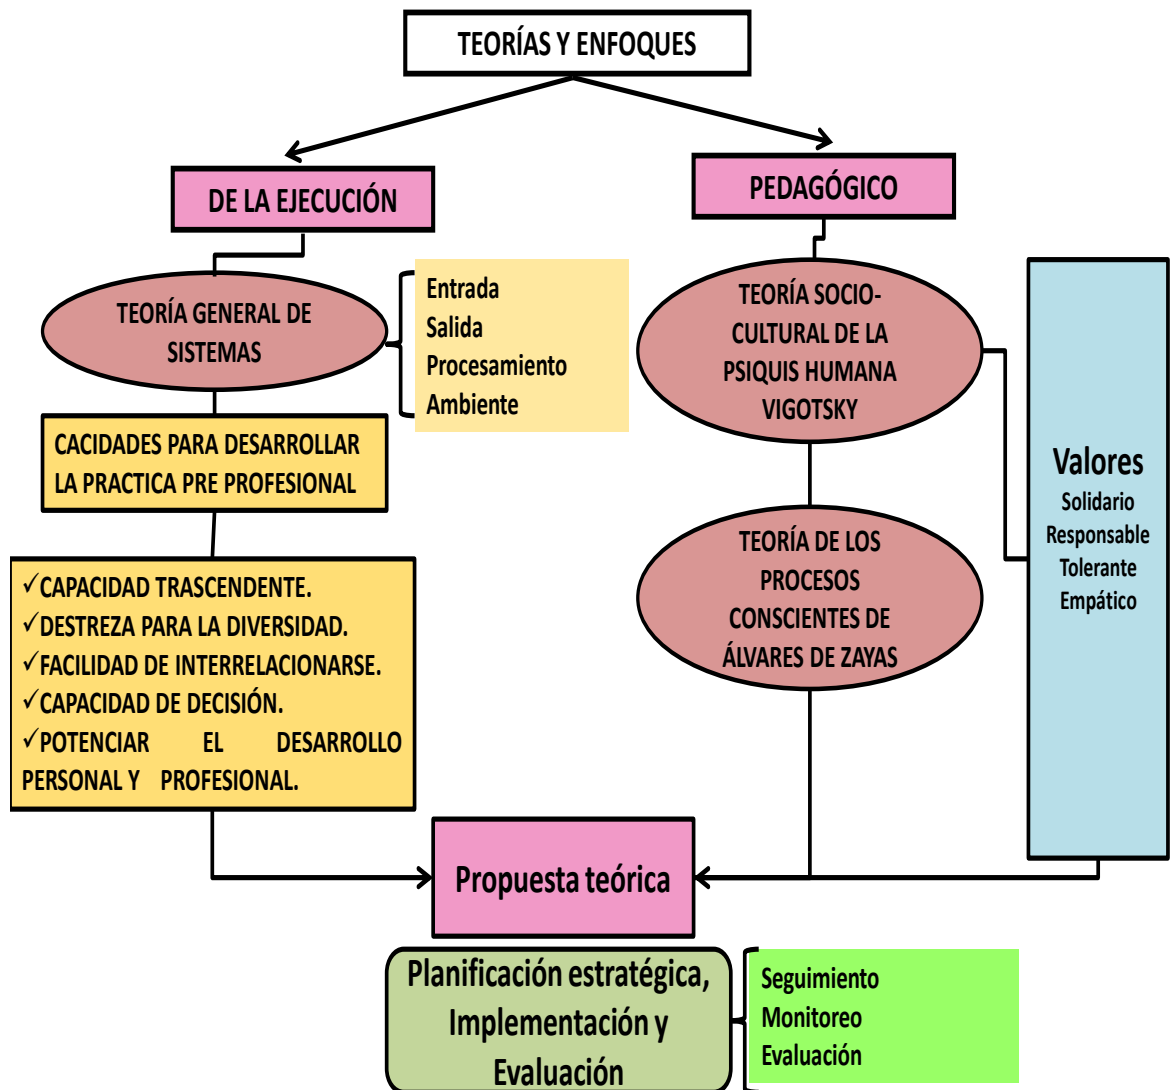 TEORÍAS Y ENFOQUES
DE LA EJECUCIÓN
PEDAGÓGICO
TEORÍA GENERAL DE
SISTEMAS
Entrada
Salida
Procesamiento
Ambiente
TEORÍA SOCIO-
CULTURAL DE LA
PSIQUIS HUMANA
VIGOTSKY
CACIDADES PARA DESARROLLAR
LA PRACTICA PRE PROFESIONAL
✓CAPACIDAD TRASCENDENTE.
✓DESTREZA PARA LA DIVERSIDAD.
✓FACILIDAD DE INTERRELACIONARSE.
✓CAPACIDAD DE DECISIÓN.
✓POTENCIAR EL DESARROLLO
PERSONAL Y PROFESIONAL.
TEORÍA DE LOS
PROCESOS
CONSCIENTES DE
ÁLVARES DE ZAYAS
Valores
Solidario
Responsable
Tolerante
Empático
Propuesta teórica
Planificación estratégica,
Implementación y
Evaluación
Seguimiento
Monitoreo
Evaluación